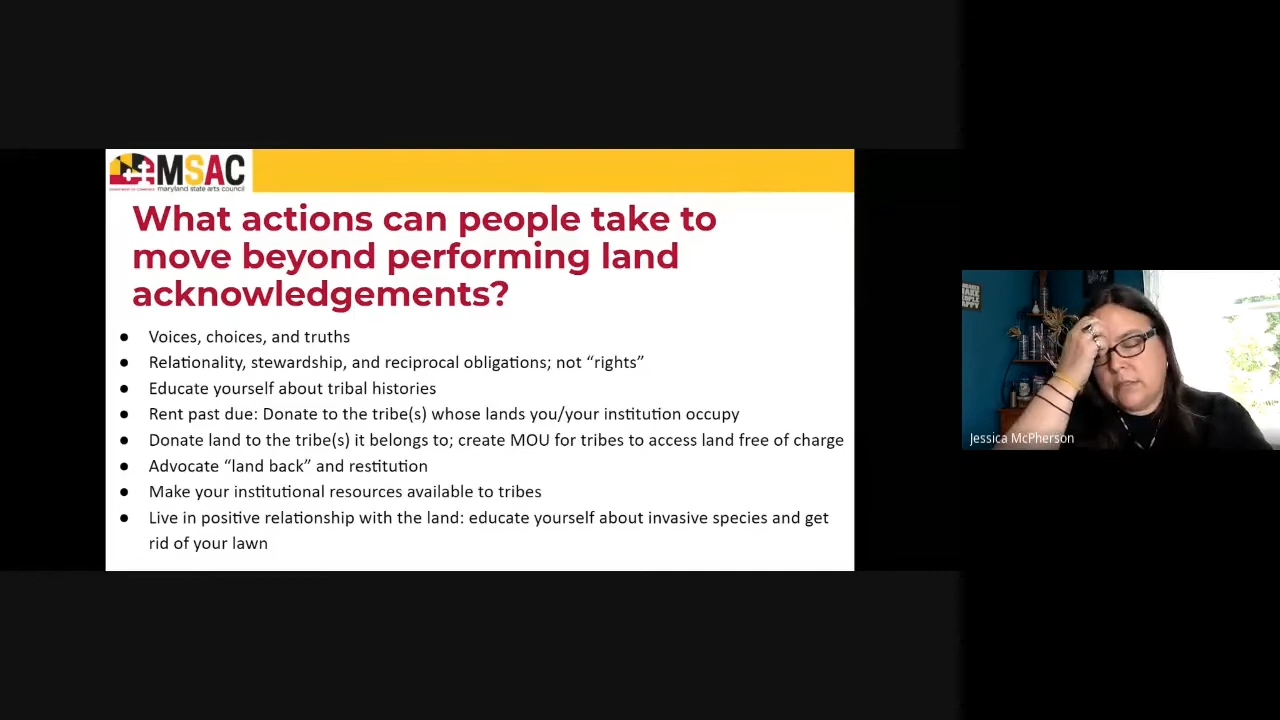 MSAC
DEPARTMENT OF COMMERCE maryland state arts council
What actions can people take to
move beyond performing land
acknowledgements?
● Voices, choices, and truths
● Relationality, stewardship, and reciprocal obligations; not “rights”
● Educate yourself about tribal histories
● Rent past due: Donate to the tribe(s) whose lands you/your institution occupy
● Donate land to the tribe(s) it belongs to; create MOU for tribes to access land free of charge
● Advocate “land back” and restitution
● Make your institutional resources available to tribes
● Live in positive relationship with the land: educate yourself about invasive species and get
rid of your lawn
Jessica McPherson